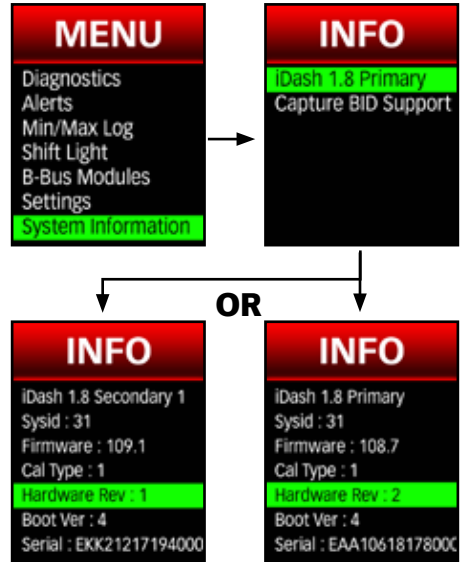 MENU
Diagnostics
Alerts
Min/Max Log
Shift Light
B-Bus Modules
Settings
System Information
INFO
iDash 1.8 Primary
Capture BID Support
OR
INFO
iDash 1.8 Secondary 1
Sysid : 31
Firmware : 109.1
Cal Type : 1
Hardware Rev : 1
Boot Ver : 4
Serial : EKK21217194000
INFO
iDash 1.8 Primary
Sysid : 31
Firmware : 108.7
Cal Type : 1
Hardware Rev : 2
Boot Ver : 4
Serial : EAA1061817800C